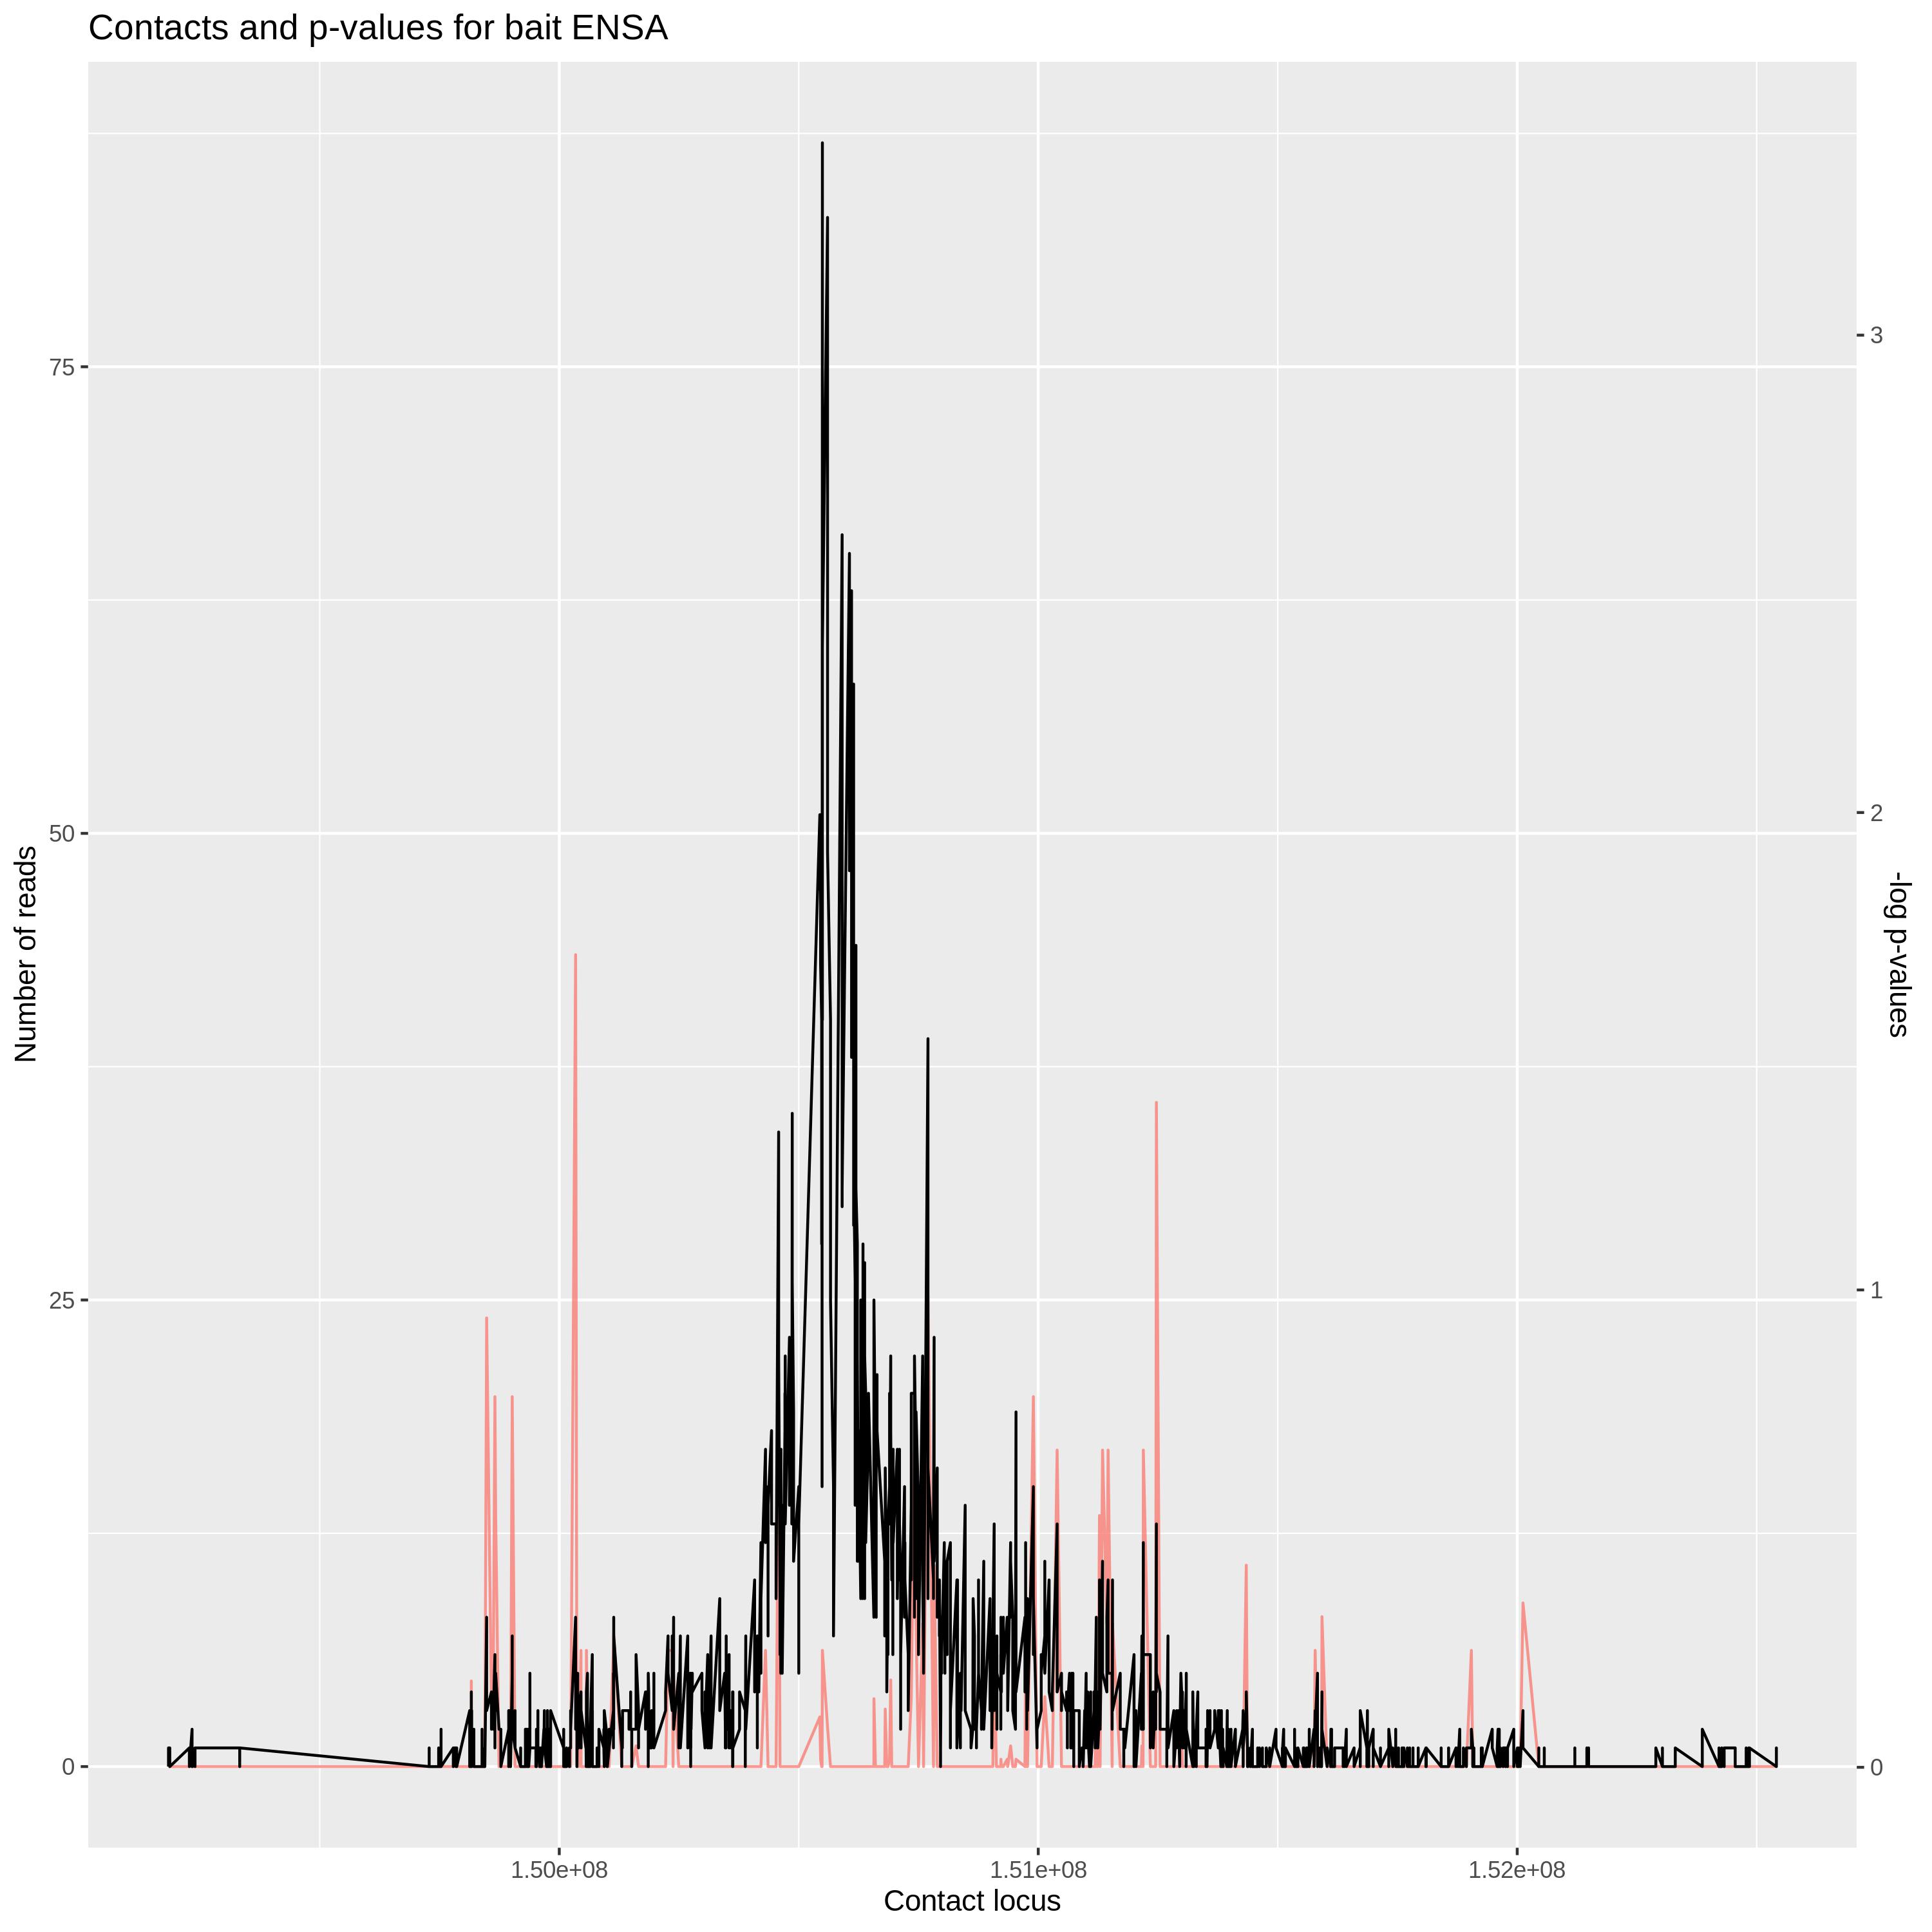 Contacts and p-values for bait ENSA
75
50
25
0
Number of reads
3
2
1
0
-log p-values
1.50e+08
1.51e+08
1.52e+08
Contact locus